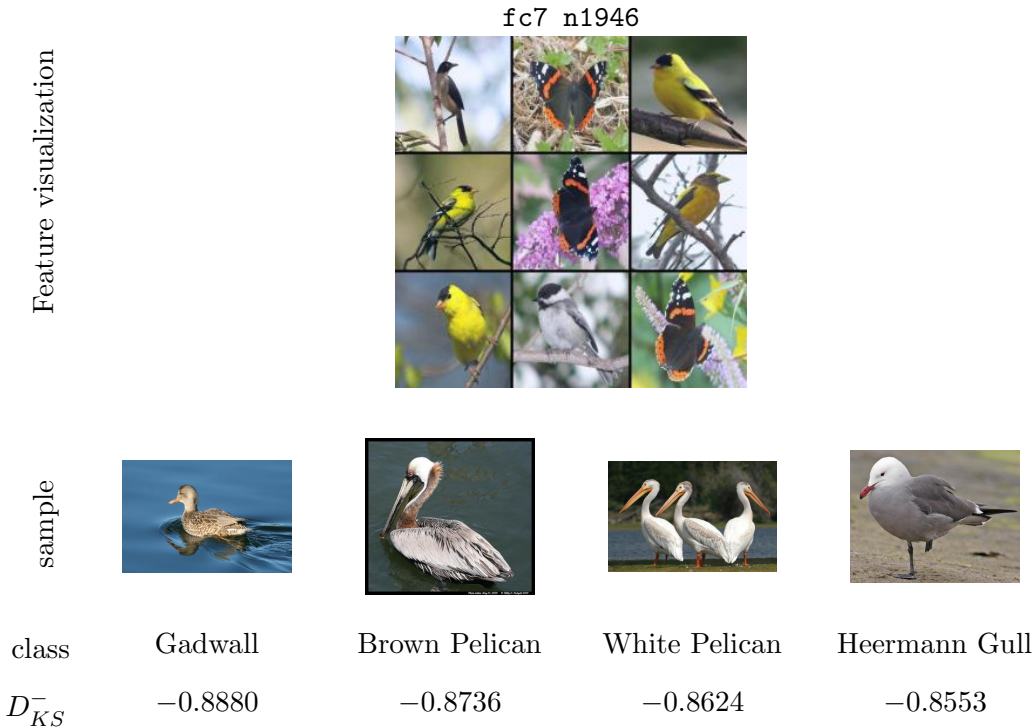 fc7 n1946
Feature visualization
sample
class Gadwall Brown Pelican White Pelican Heermann Gull
D⁻_KS −0.8880 −0.8736 −0.8624 −0.8553